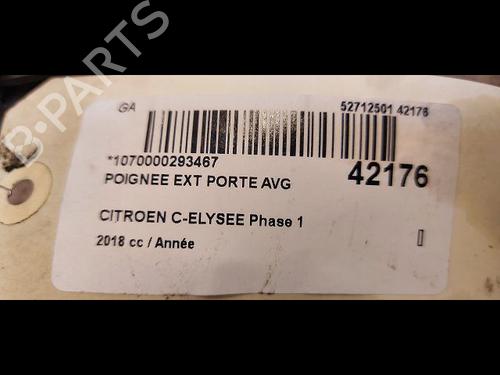 B-PARTS
GA
52712501 42176
*1070000293467
42176
POIGNEE EXT PORTE AVG
CITROEN C-ELYSEE Phase 1
2018 cc / Année